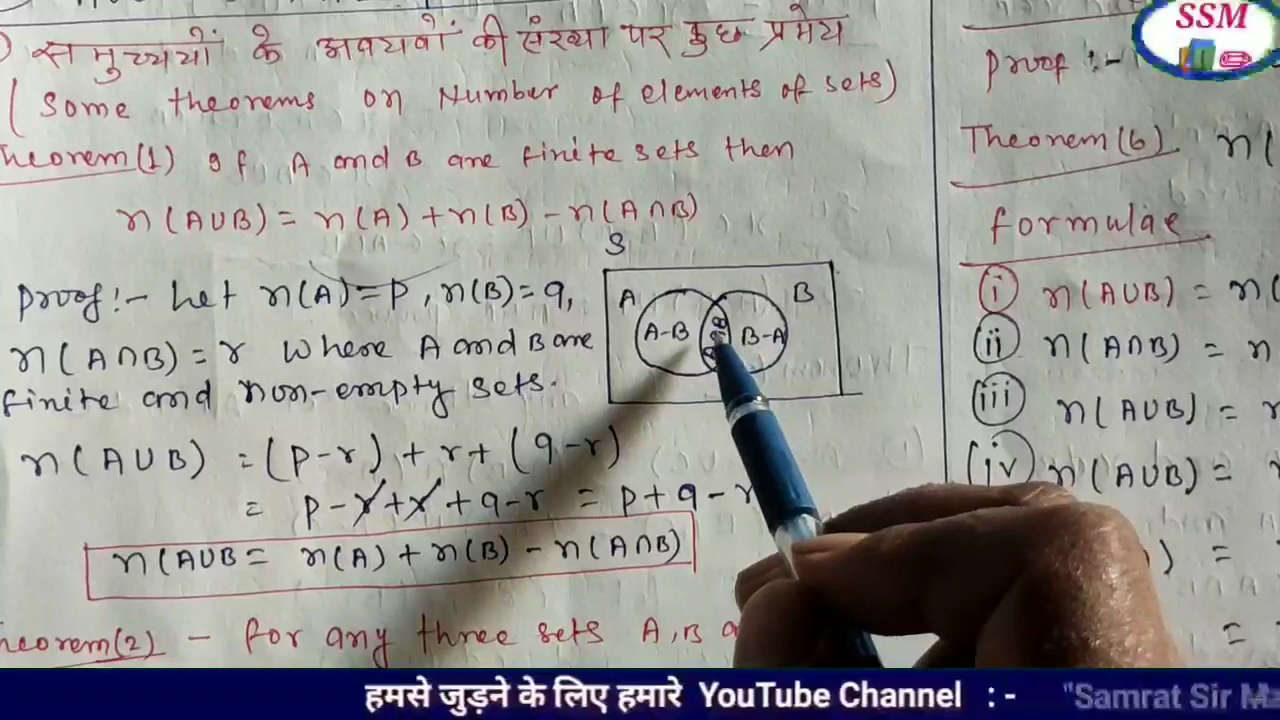 समुच्ययों के अवयवों की संख्या पर कुछ प्रमेय
(Some theorems on Number of elements of sets)
Theorem(1) If A and B are finite sets then
n(A∪B) = n(A) + n(B) - n(A∩B)
Proof:- Let n(A)=p, n(B)=q,
n(A∩B)=r where A and B are
finite and non-empty sets.
S
A B
A-B B-A
n(A∪B) = (p-r) + r + (q-r)
= p-r+r+q-r = p+q-r
n(A∪B = n(A) + n(B) - n(A∩B)
Theorem(2) - for any three sets A, B
SSM
Proof :-
Theorem(6) n(
formulae
(i) n(A∪B) = n(
(ii) n(A∩B) = n
(iii) n(A∪B) =
(iv) n(A∪B) =
) =
=
हमसे जुड़ने के लिए हमारे YouTube Channel :- "Samrat Sir Ma